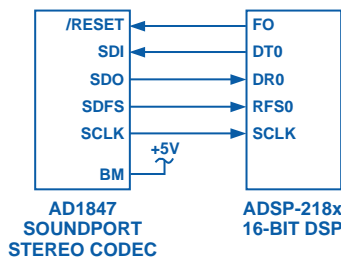 /RESET FO
SDI DT0
SDO DR0
SDFS RFS0
SCLK SCLK
+5V
BM
AD1847 ADSP-218x
SOUNDPORT 16-BIT DSP
STEREO CODEC